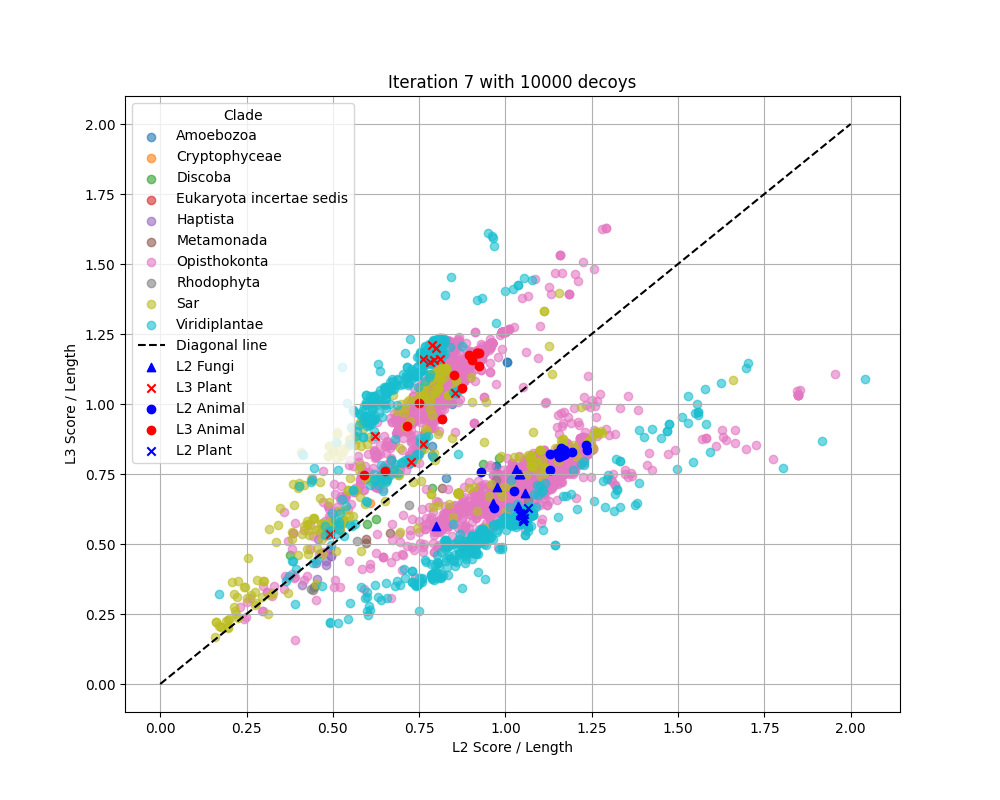 Iteration 7 with 10000 decoys
L3 Score / Length
2.00
1.75
1.50
1.25
1.00
0.75
0.50
0.25
0.00
Clade
Amoebozoa
Cryptophyceae
Discoba
Eukaryota incertae sedis
Haptista
Metamonada
Opisthokonta
Rhodophyta
Sar
Viridiplantae
Diagonal line
L2 Fungi
L3 Plant
L2 Animal
L3 Animal
L2 Plant
0.00 0.25 0.50 0.75 1.00 1.25 1.50 1.75 2.00
L2 Score / Length